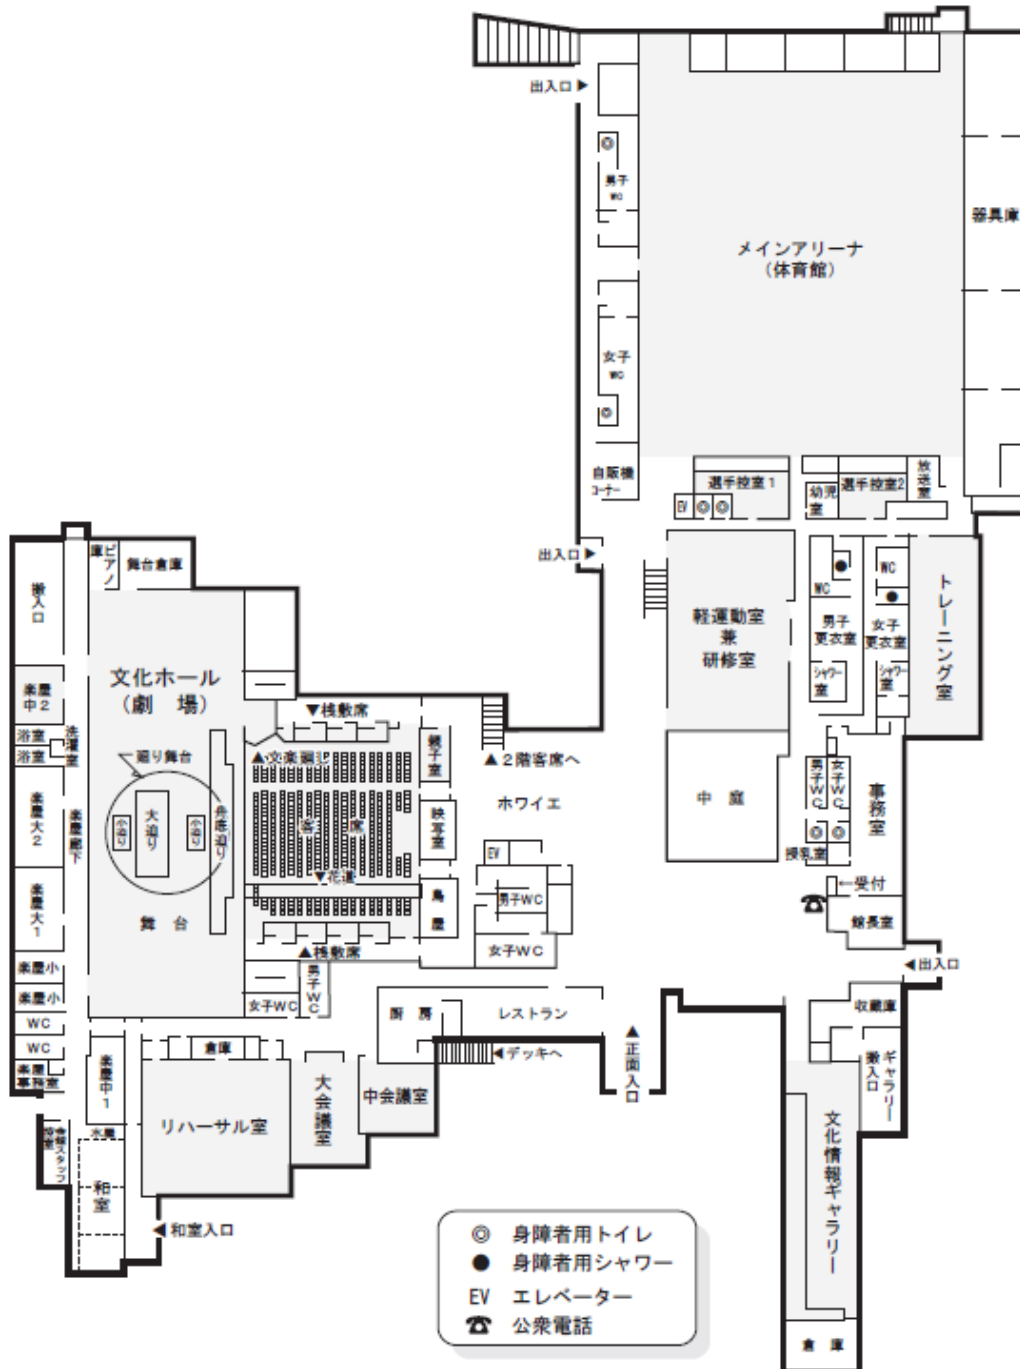 出入口▶
◎
男子
WC
メインアリーナ
(体育館)
器具庫
女子
WC
◎
自販機
コーナー
選手控室1
EV
◎
◎
幼児
室
選手控室2
放送室
出入口▶
軽運動室
兼
研修室
WC
●
男子
更衣室
シャワー
室
WC
●
女子
更衣室
シャワー
室
トレーニング室
中庭
男子WC
女子WC
◎
◎
授乳室
事務室
←受付
☎
館長室
◀出入口
収蔵庫
ギャラリー
搬入口
文化情報ギャラリー
倉庫
搬入口
ピアノ
庫
舞台倉庫
楽屋
中2
浴室
浴室
洗濯室
楽屋大2
楽屋廊下
楽屋大1
楽屋小
楽屋小
WC
WC
楽屋
事務室
文化ホール
(劇 場)
廻り舞台
小迫り
大迫り
小迫り
舟底迫り
舞 台
▼桟敷席
▲文楽廻し
客 席
▼花道
▲桟敷席
親子室
映写室
鳥屋
▲2階客席へ
ホワイエ
EV
男子WC
女子WC
女子WC
男子WC
厨 房
レストラン
◀デッキへ
▲正面入口
倉庫
リハーサル室
大会議室
中会議室
楽屋中1
水屋
和室
◀和室入口
◎ 身障者用トイレ
● 身障者用シャワー
EV エレベーター
☎ 公衆電話